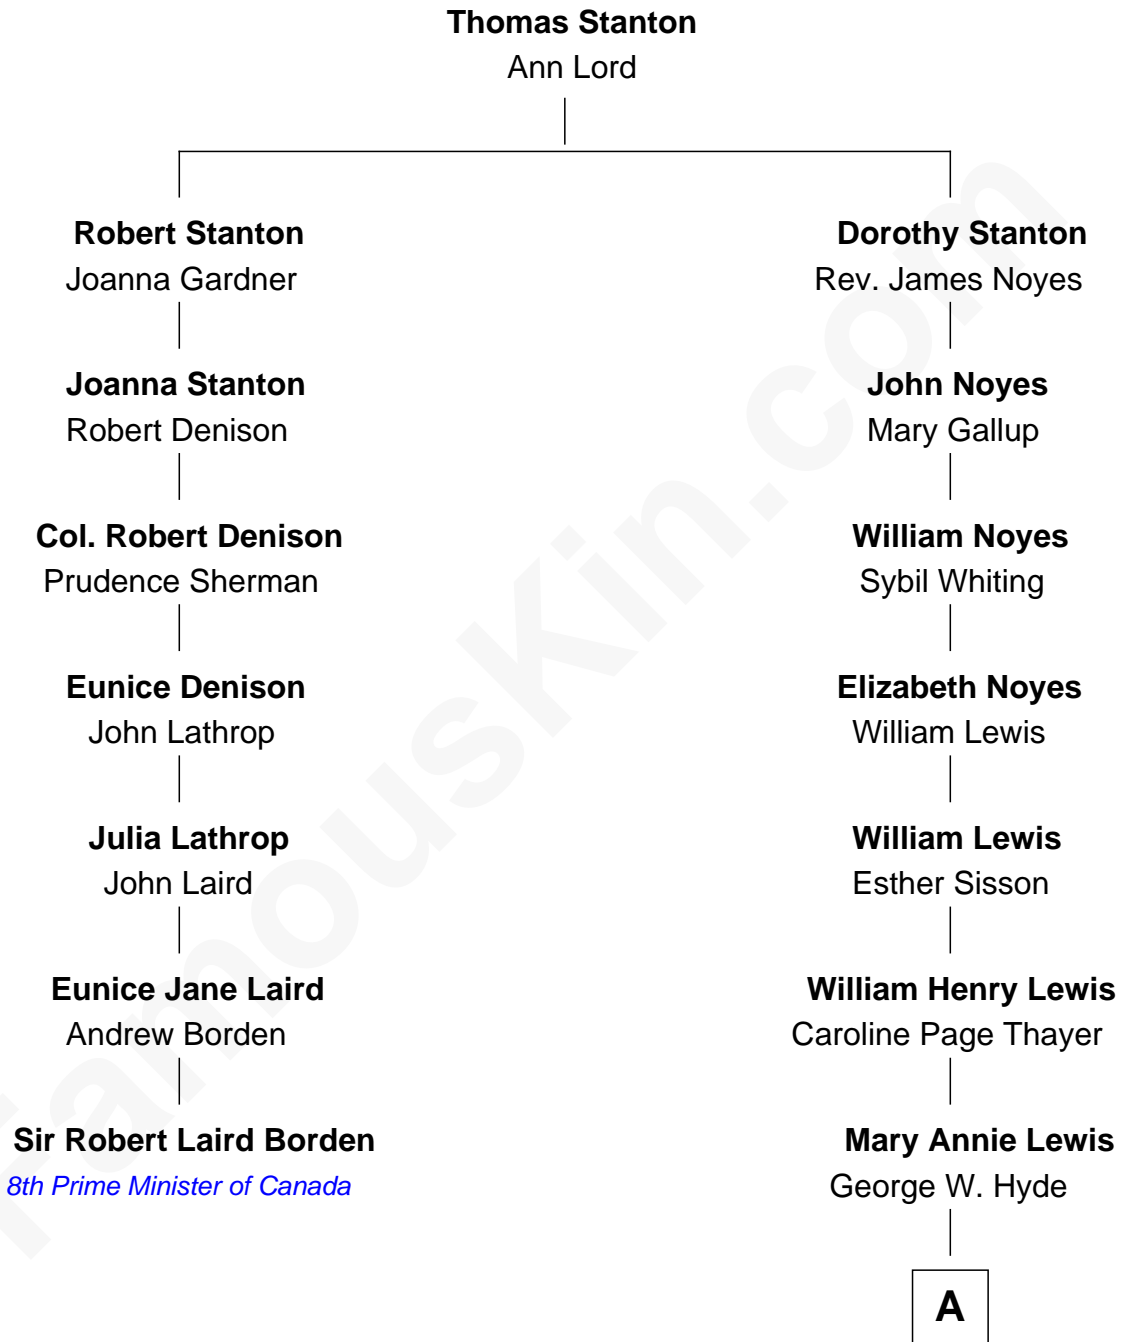 Thomas Stanton
Ann Lord
Robert Stanton
Joanna Gardner
Joanna Stanton
Robert Denison
Col. Robert Denison
Prudence Sherman
Eunice Denison
John Lathrop
Julia Lathrop
John Laird
Eunice Jane Laird
Andrew Borden
Sir Robert Laird Borden
8th Prime Minister of Canada
Dorothy Stanton
Rev. James Noyes
John Noyes
Mary Gallup
William Noyes
Sybil Whiting
Elizabeth Noyes
William Lewis
William Lewis
Esther Sisson
William Henry Lewis
Caroline Page Thayer
Mary Annie Lewis
George W. Hyde
A
FamousKin.com